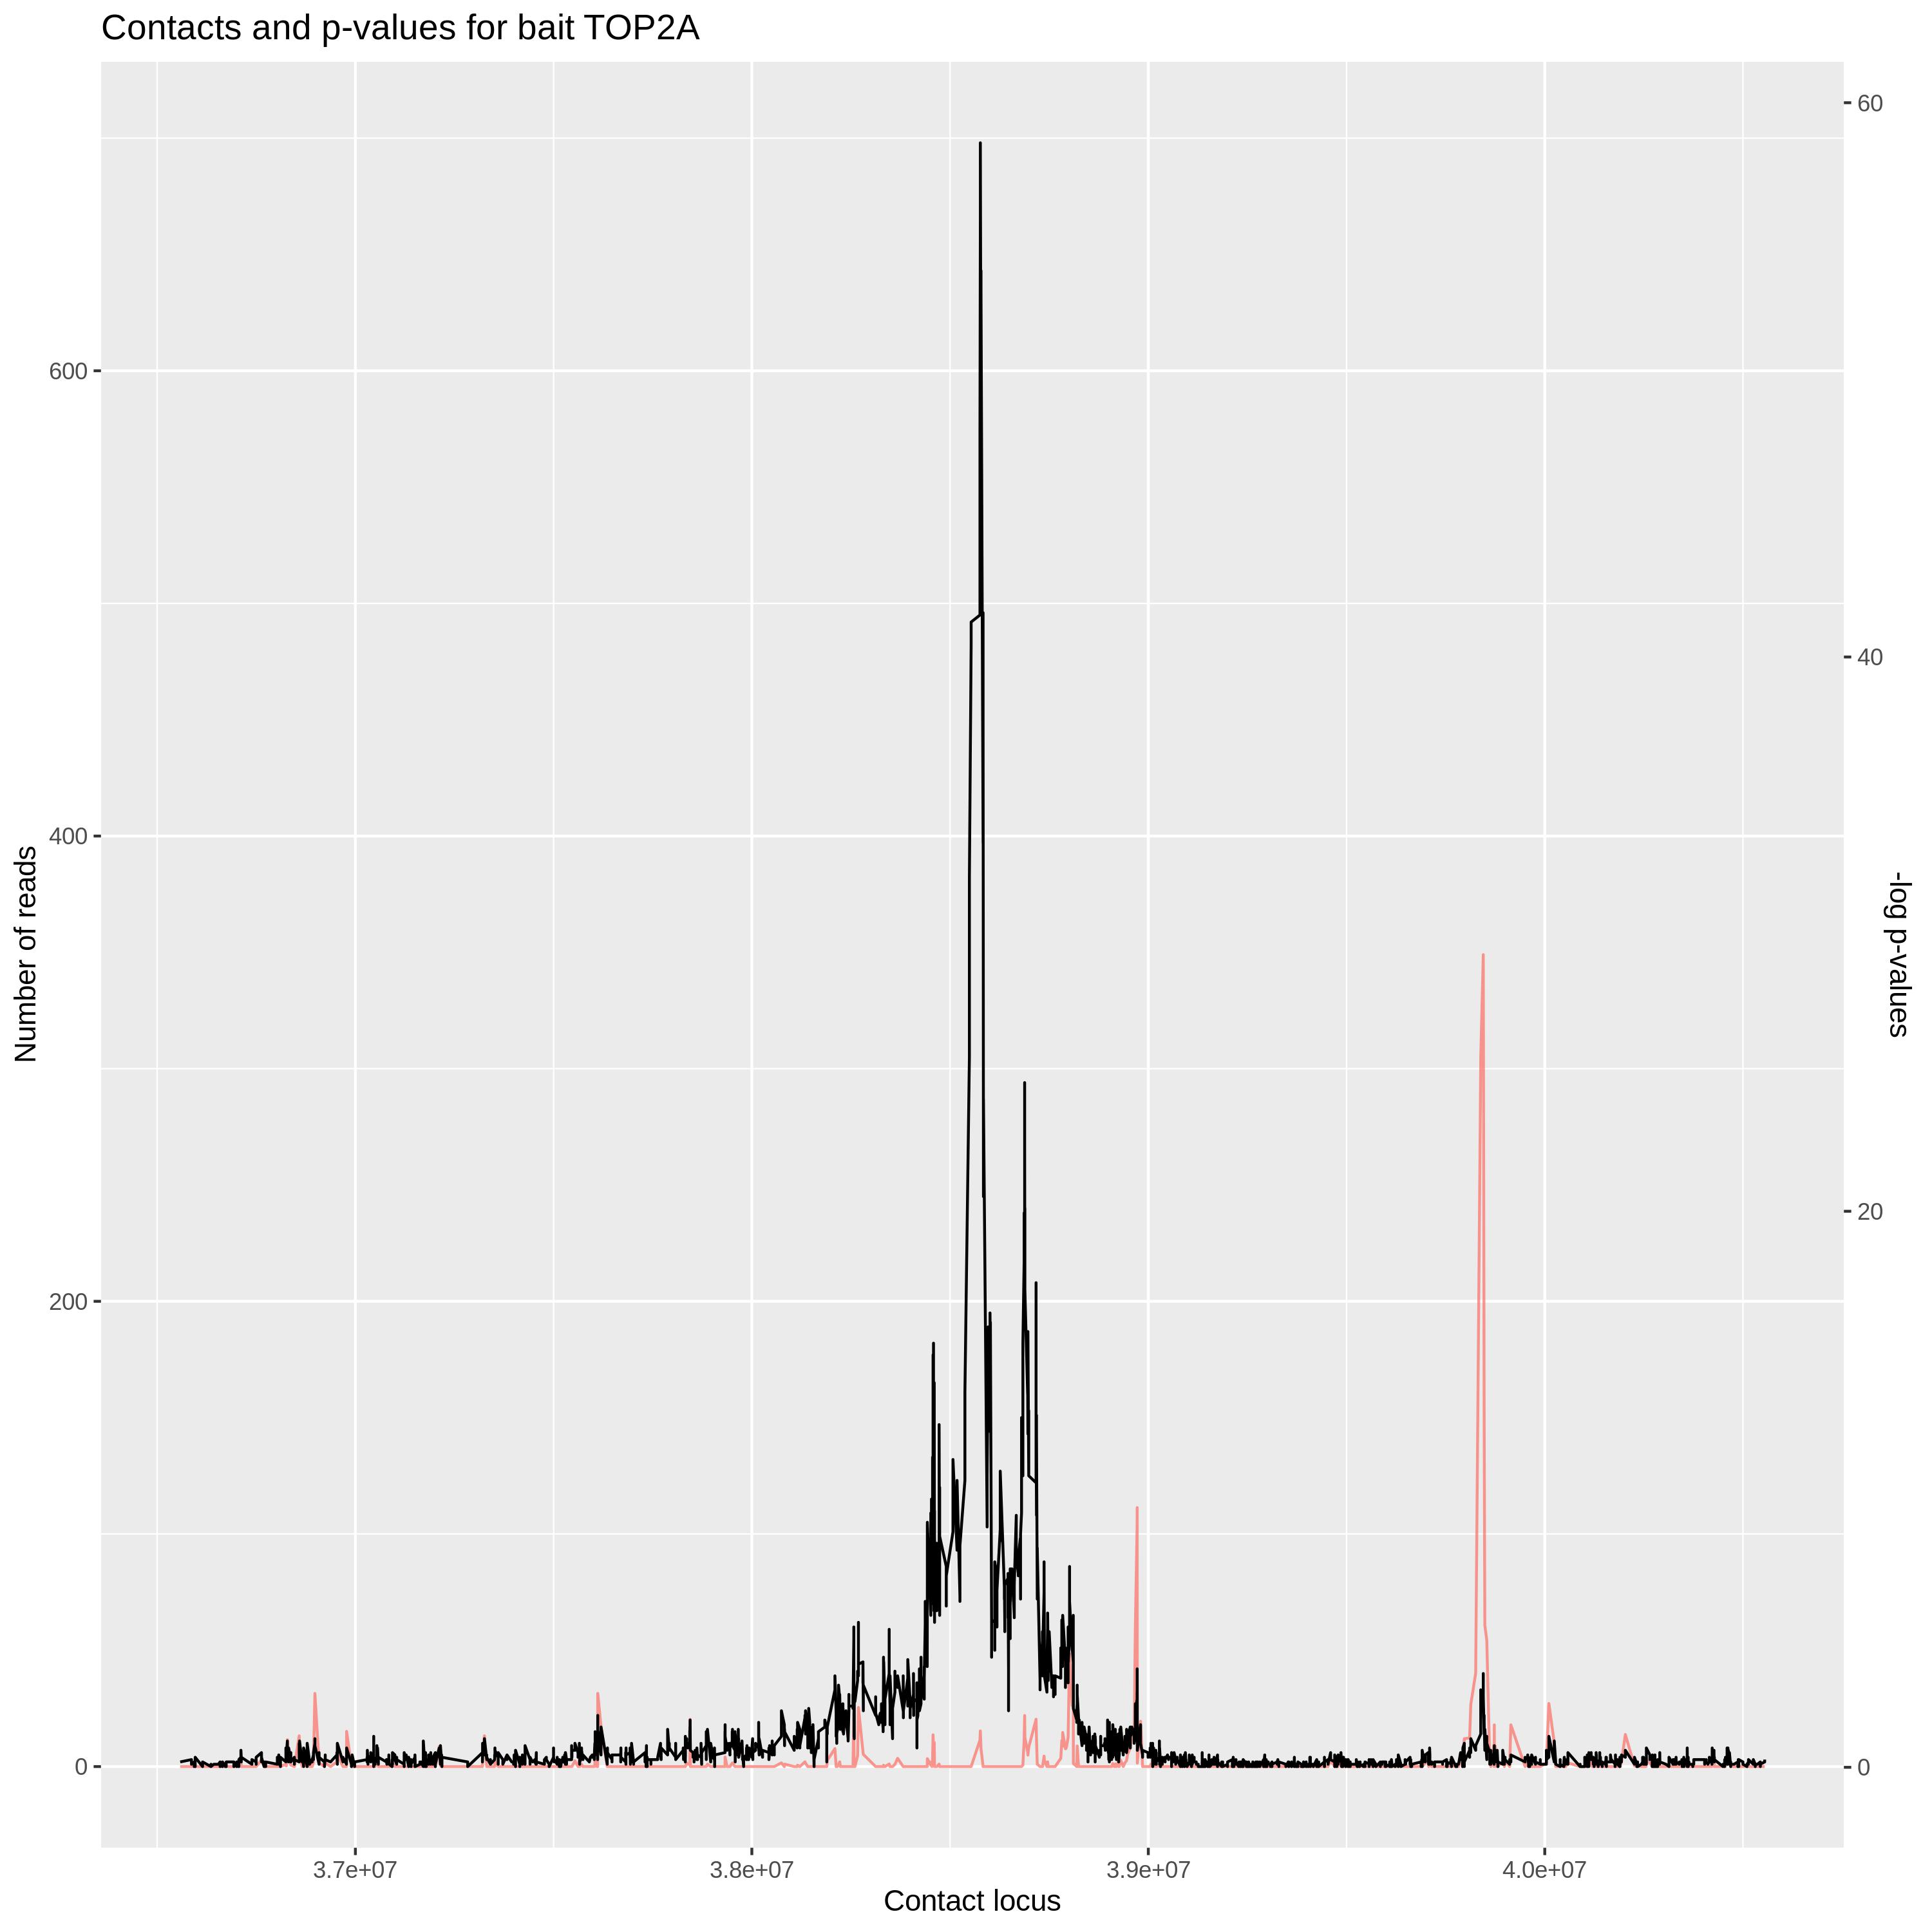 Contacts and p-values for bait TOP2A
60
600
40
400
Number of reads
-log p-values
20
200
0
0
3.7e+07
3.8e+07
3.9e+07
4.0e+07
Contact locus